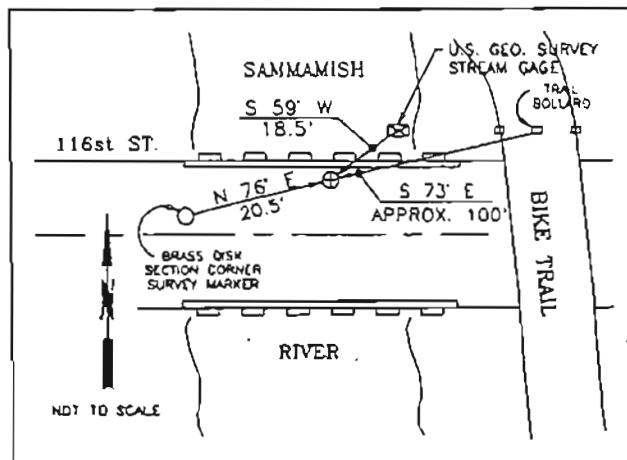 U.S. GEO. SURVEY
STREAM GAGE
SAMMAMISH
TRAIL
BOLLARD
S 59' W
18.5'
116st ST.
N 76' E
20.5'
S 73' E
APPROX. 100'
BRASS DISK
SECTION CORNER
SURVEY MARKER
BIKE TRAIL
RIVER
NOT TO SCALE